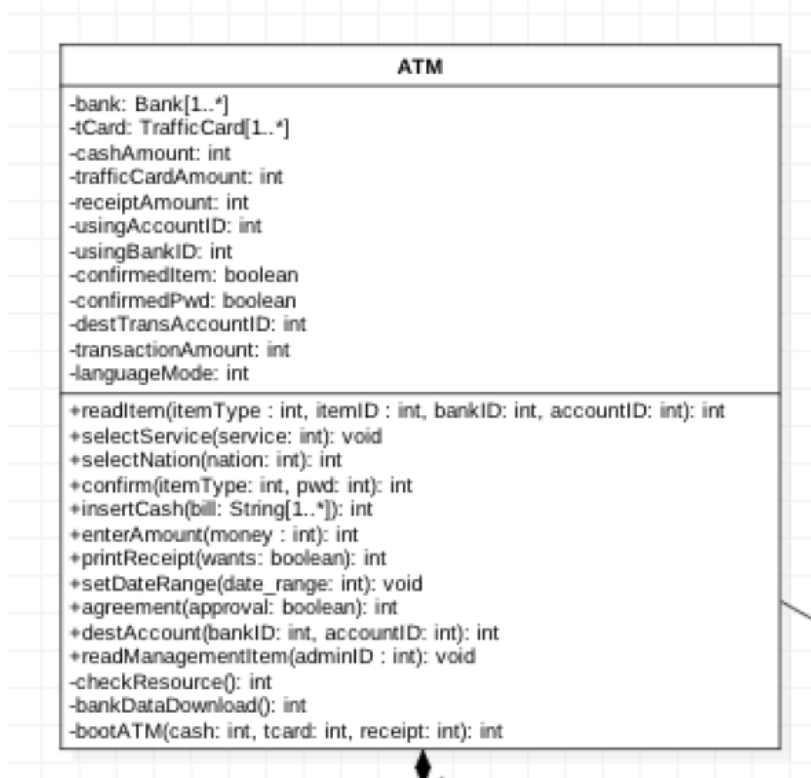 ATM
-bank: Bank[1..*]
-tCard: TrafficCard[1..*]
-cashAmount: int
-trafficCardAmount: int
-receiptAmount: int
-usingAccountID: int
-usingBankID: int
-confirmedItem: boolean
-confirmedPwd: boolean
-destTransAccountID: int
-transactionAmount: int
-languageMode: int
+readItem(itemType : int, itemID : int, bankID: int, accountID: int): int
+selectService(service: int): void
+selectNation(nation: int): int
+confirm(itemType: int, pwd: int): int
+insertCash(bill: String[1..*]): int
+enterAmount(money : int): int
+printReceipt(wants: boolean): int
+setDateRange(date_range: int): void
+agreement(approval: boolean): int
+destAccount(bankID: int, accountID: int): int
+readManagementItem(adminID : int): void
-checkResource(): int
-bankDataDownload(): int
-bootATM(cash: int, tcard: int, receipt: int): int